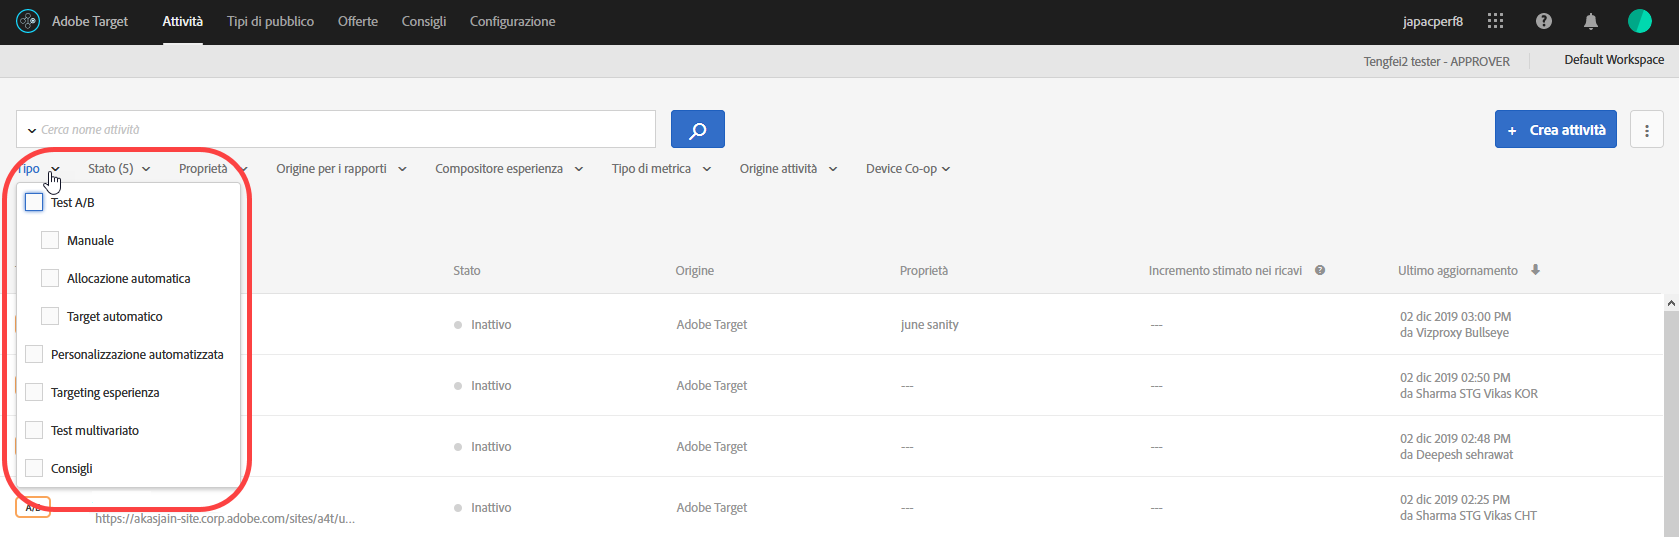 Adobe Target Attività Tipi di pubblico Offerte Consigli Configurazione japacperf8
Tengfei2 tester - APPROVER Default Workspace
Cerca nome attività
+ Crea attività
Tipo Stato (5) Proprietà Origine per i rapporti Compositore esperienza Tipo di metrica Origine attività Device Co-op
Test A/B
Manuale
Allocazione automatica
Target automatico
Personalizzazione automatizzata
Targeting esperienza
Test multivariato
Consigli
Stato Origine Proprietà Incremento stimato nei ricavi Ultimo aggiornamento
Inattivo Adobe Target june sanity --- 02 dic 2019 03:00 PM
da Vizproxy Bullseye
Inattivo Adobe Target --- --- 02 dic 2019 02:50 PM
da Sharma STG Vikas KOR
Inattivo Adobe Target --- --- 02 dic 2019 02:48 PM
da Deepesh sehrawat
A/B Inattivo Adobe Target --- --- 02 dic 2019 02:25 PM
https://akasjain-site.corp.adobe.com/sites/a4t/u... da Sharma STG Vikas CHT